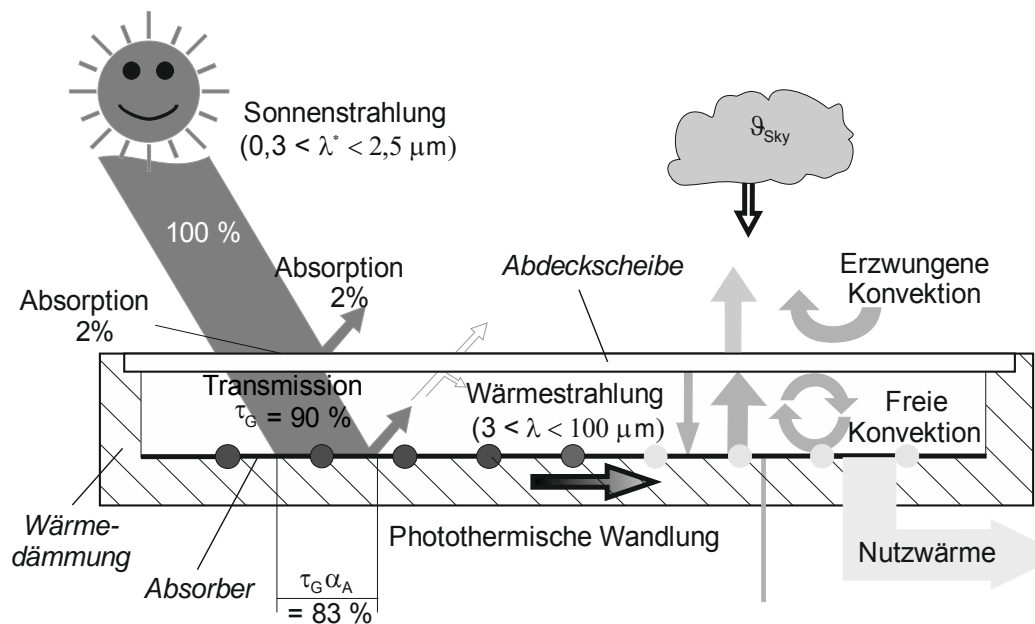 Sonnenstrahlung
(0,3 < λ* < 2,5 μm)
ϑSky
100 %
Absorption
2%
Abdeckscheibe
Erzwungene
Konvektion
Absorption
2%
Transmission
τG = 90 %
Wärmestrahlung
(3 < λ < 100 μm)
Freie
Konvektion
Wärme-
dämmung
Absorber
Photothermische Wandlung
Nutzwärme
τGαA
= 83 %